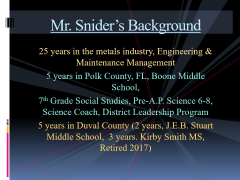 Mr. Snider's Background
25 years in the metals industry, Engineering &
Maintenance Management
5 years in Polk County, FL, Boone Middle
School,
7th Grade Social Studies, Pre-A.P. Science 6-8,
Science Coach, District Leadership Program
5 years in Duval County (2 years, J.E.B. Stuart
Middle School, 3 years. Kirby Smith MS,
Retired 2017)